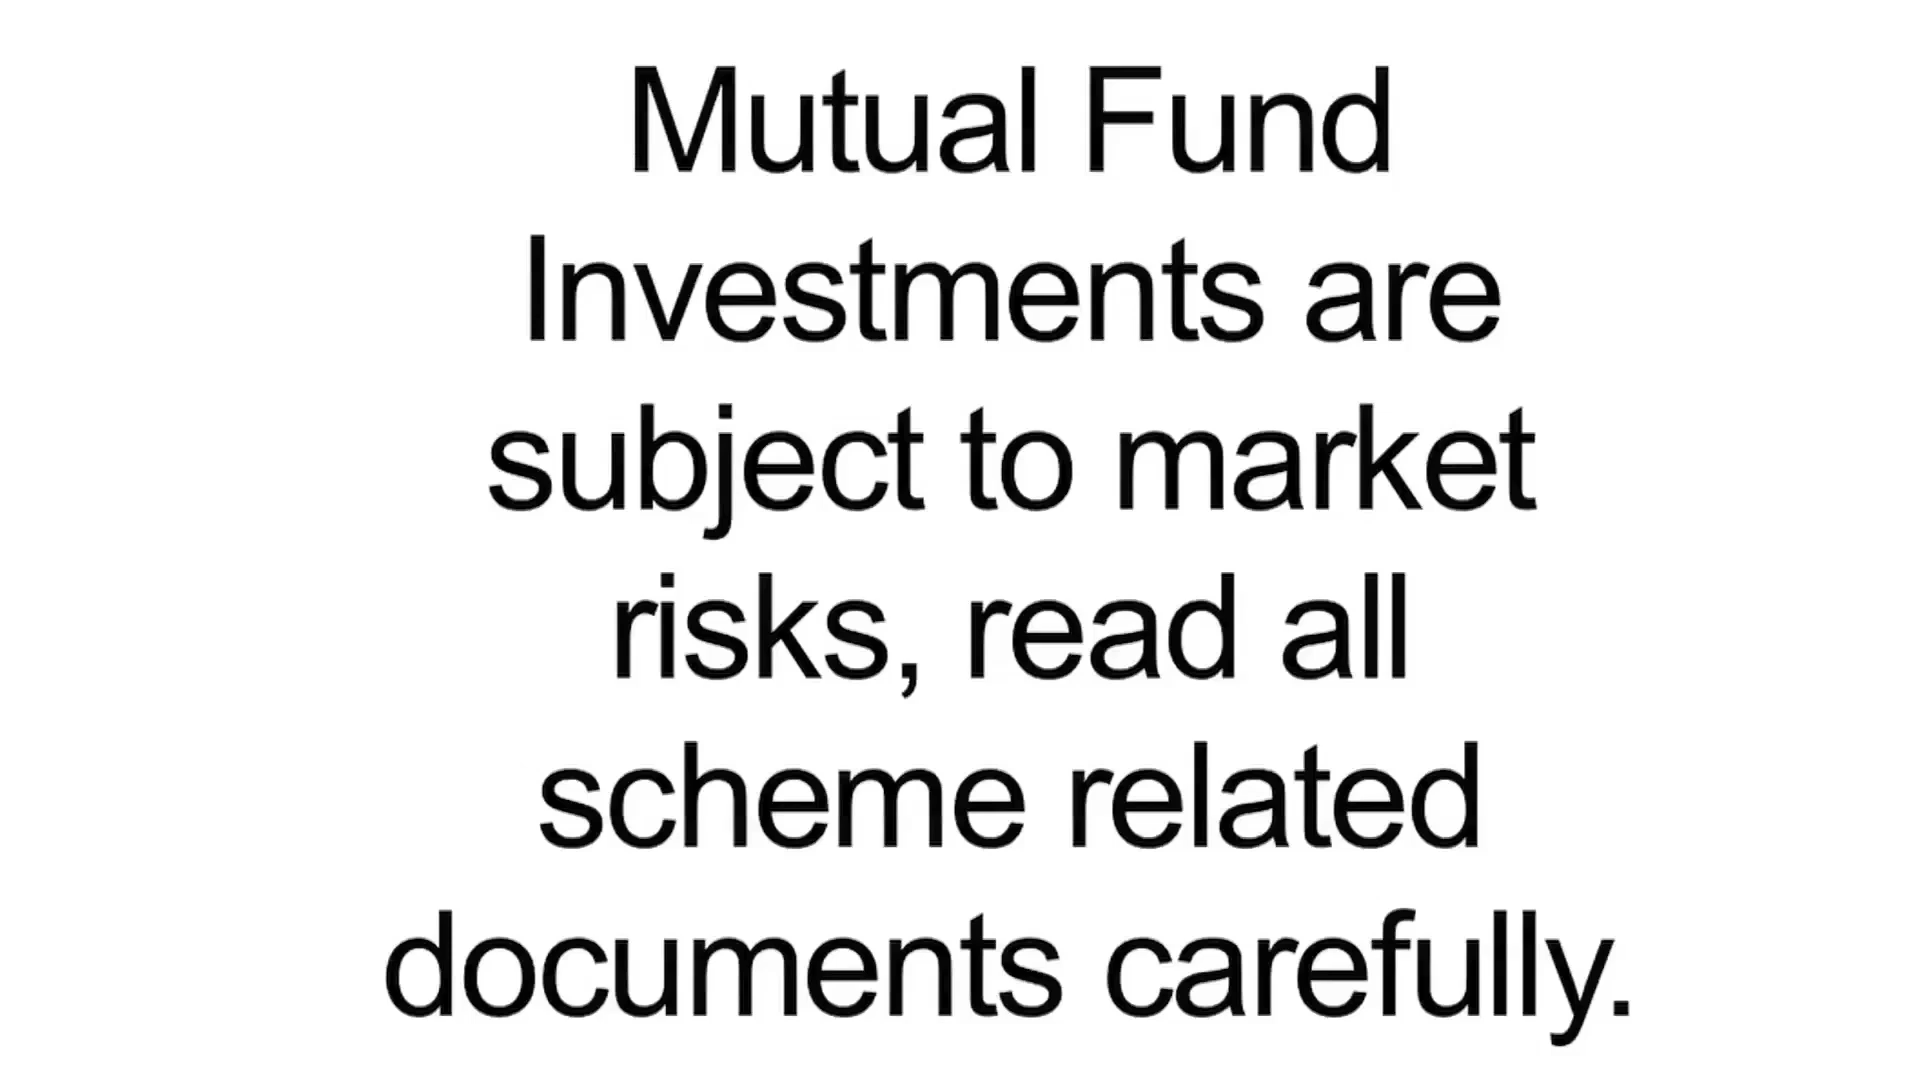 Mutual Fund
Investments are
subject to market
risks, read all
scheme related
documents carefully.